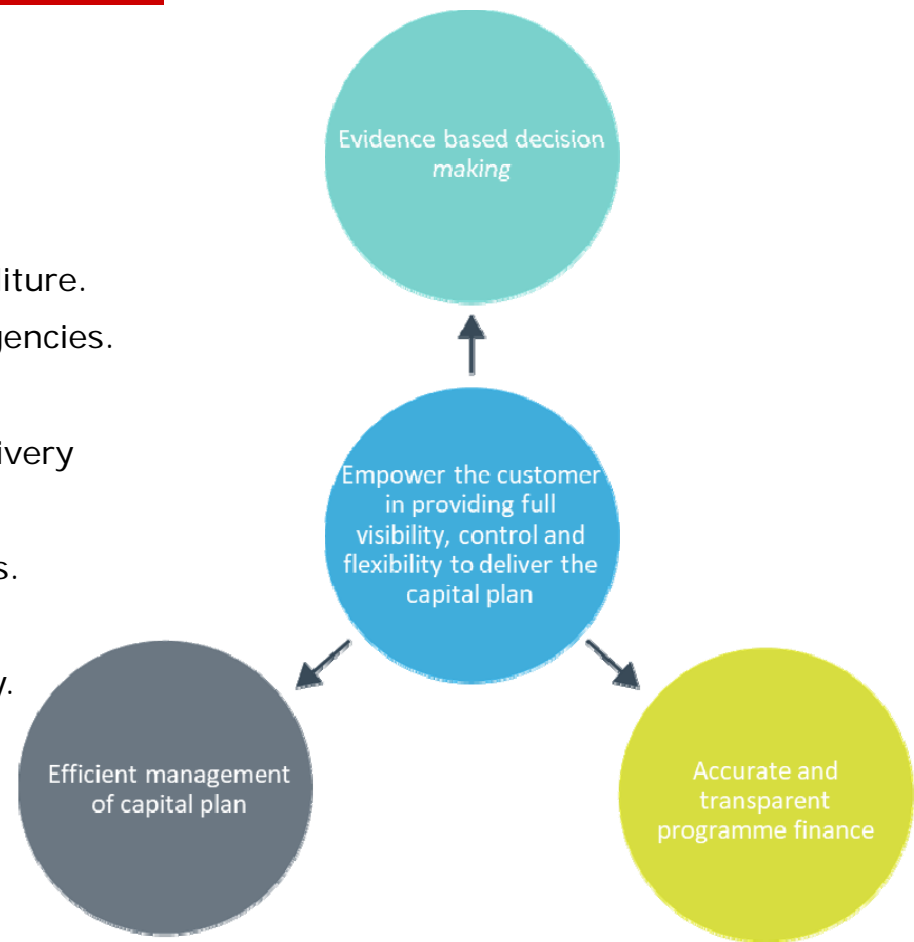 Evidence based decision
making
iture.
gencies.
ivery
Empower the customer
in providing full
visibility, control and
flexibility to deliver the
capital plan
s.
y.
Efficient management
of capital plan
Accurate and
transparent
programme finance